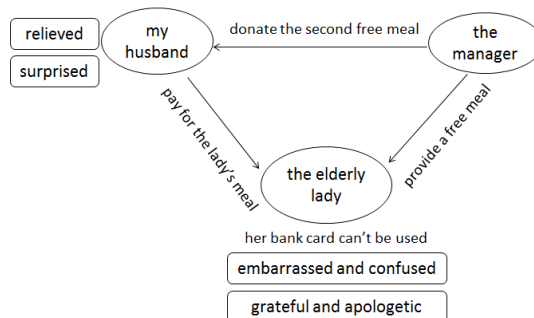 relieved
surprised
my
husband
donate the second free meal
the
manager
pay for the lady's meal
provide a free meal
the elderly
lady
her bank card can't be used
embarrassed and confused
grateful and apologetic